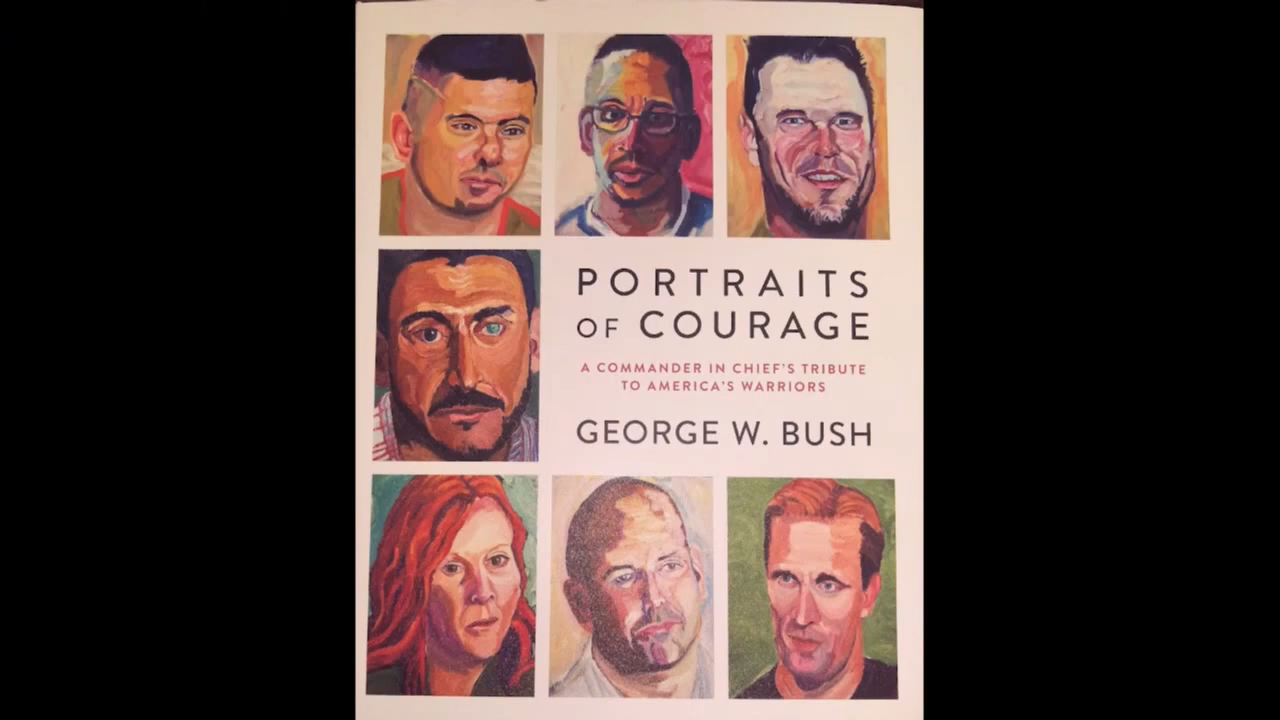 PORTRAITS
OF COURAGE
A COMMANDER IN CHIEF'S TRIBUTE
TO AMERICA'S WARRIORS
GEORGE W. BUSH